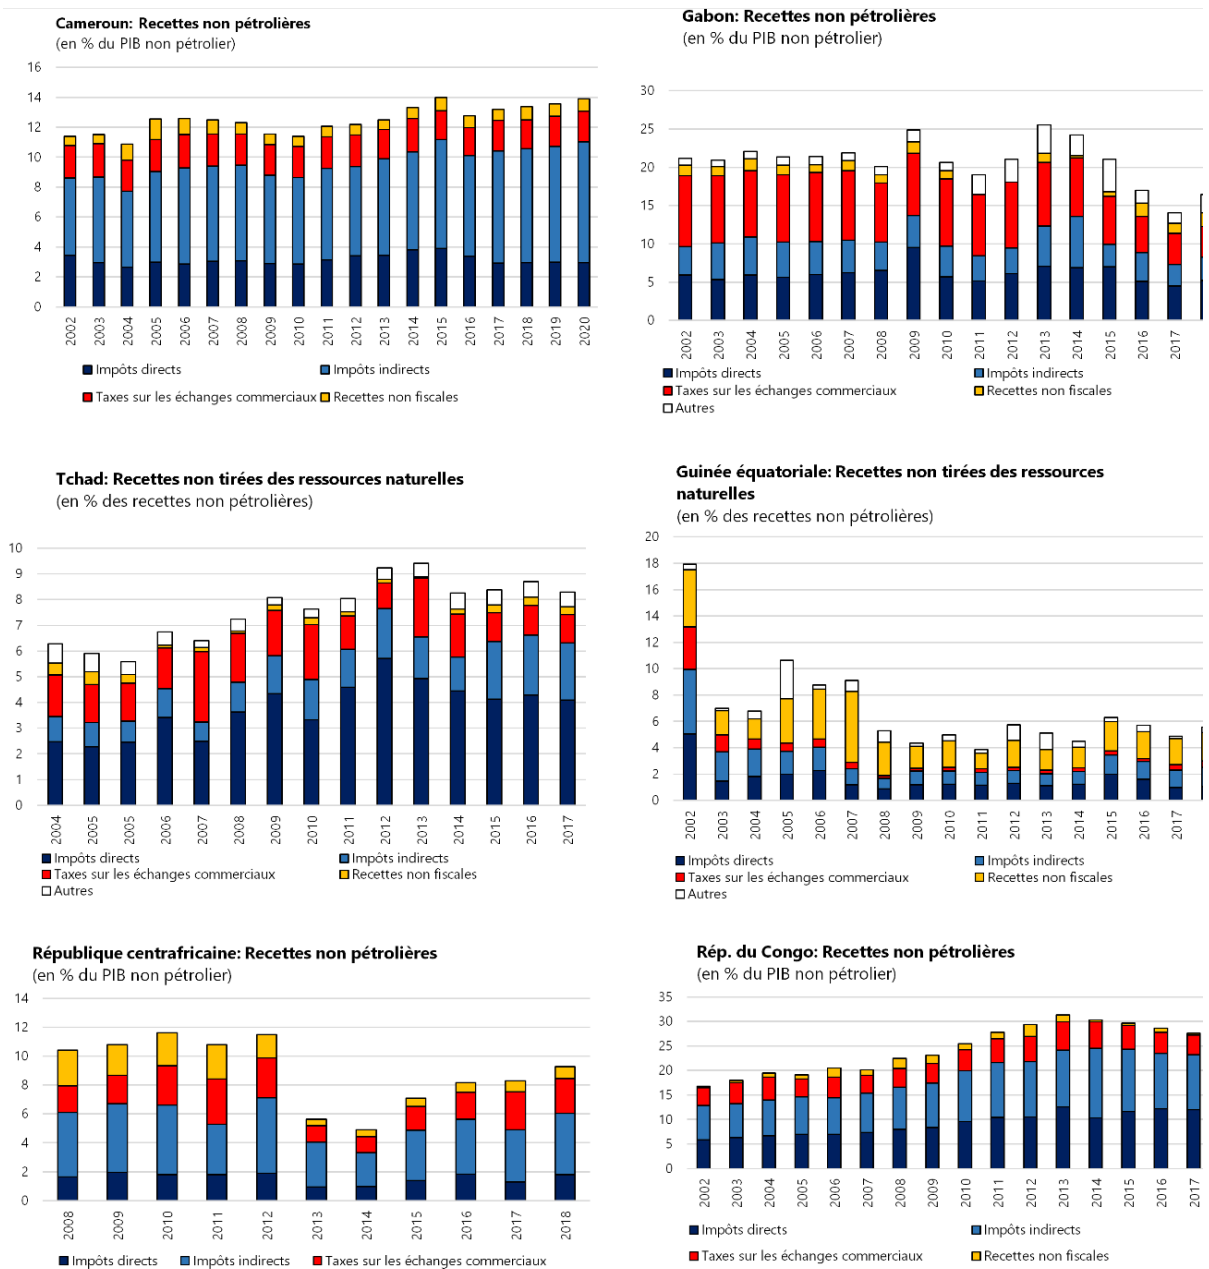 Cameroun: Recettes non pétrolières
(en % du PIB non pétrolier)
16
14
12
10
8
6
4
2
0
2002 2003 2004 2005 2006 2007 2008 2009 2010 2011 2012 2013 2014 2015 2016 2017 2018 2019 2020
Impôts directs Impôts indirects
Taxes sur les échanges commerciaux Recettes non fiscales
Gabon: Recettes non pétrolières
(en % du PIB non pétrolier)
30
25
20
15
10
5
0
2002 2003 2004 2005 2006 2007 2008 2009 2010 2011 2012 2013 2014 2015 2016 2017
Impôts directs Impôts indirects
Taxes sur les échanges commerciaux Recettes non fiscales
Autres
Tchad: Recettes non tirées des ressources naturelles
(en % des recettes non pétrolières)
10
9
8
7
6
5
4
3
2
1
0
2004 2005 2005 2006 2007 2008 2009 2010 2011 2012 2013 2014 2015 2016 2017
Impôts directs Impôts indirects
Taxes sur les échanges commerciaux Recettes non fiscales
Autres
Guinée équatoriale: Recettes non tirées des ressources
naturelles
(en % des recettes non pétrolières)
20
18
16
14
12
10
8
6
4
2
0
2002 2003 2004 2005 2006 2007 2008 2009 2010 2011 2012 2013 2014 2015 2016 2017
Impôts directs Impôts indirects
Taxes sur les échanges commerciaux Recettes non fiscales
Autres
République centrafricaine: Recettes non pétrolières
(en % du PIB non pétrolier)
14
12
10
8
6
4
2
0
2008 2009 2010 2011 2012 2013 2014 2015 2016 2017 2018
Impôts directs Impôts indirects Taxes sur les échanges commerciaux
Rép. du Congo: Recettes non pétrolières
(en % du PIB non pétrolier)
35
30
25
20
15
10
5
0
2002 2003 2004 2005 2006 2007 2008 2009 2010 2011 2012 2013 2014 2015 2016 2017
Impôts directs Impôts indirects
Taxes sur les échanges commerciaux Recettes non fiscales